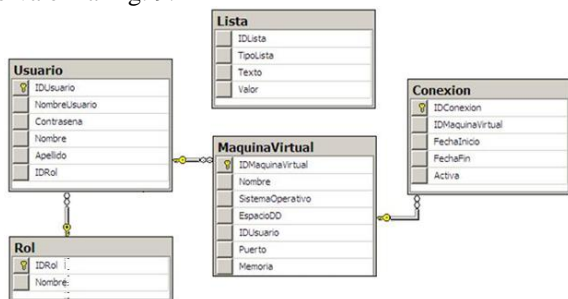 Lista
IDLista
TipoLista
Texto
Valor
Usuario
IDUsuario
NombreUsuario
Contrasena
Nombre
Apellido
IDRol
MaquinaVirtual
IDMaquinaVirtual
Nombre
SistemaOperativo
EspacioDD
IDUsuario
Puerto
Memoria
Conexion
IDConexion
IDMaquinaVirtual
FechaInicio
FechaFin
Activa
Rol
IDRol
Nombre